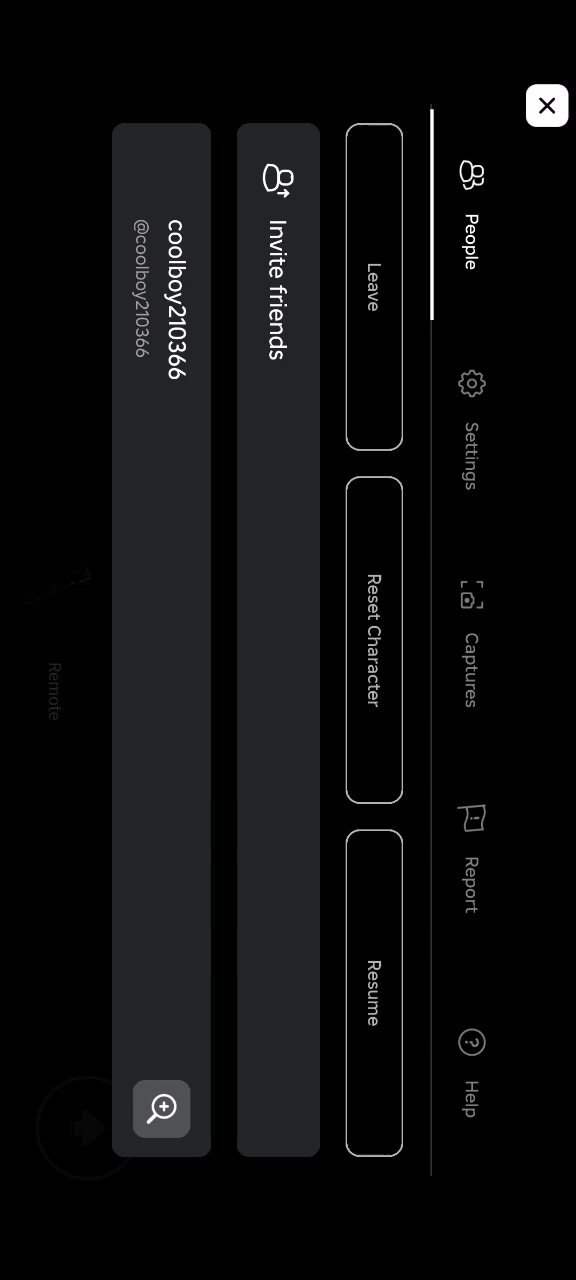 People
Settings
Captures
Report
Help
Leave
Reset Character
Resume
Invite friends
coolboy210366
@coolboy210366
Remote